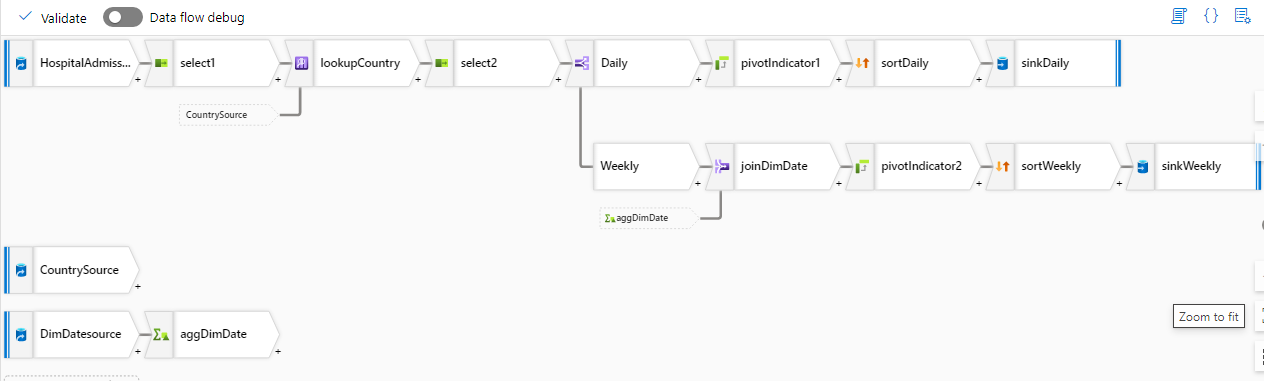 Validate Data flow debug
HospitalAdmiss... select1 lookupCountry select2 Daily pivotIndicator1 sortDaily sinkDaily
+ + + + + + +
CountrySource
Weekly joinDimDate pivotIndicator2 sortWeekly sinkWeekly
+ + + +
aggDimDate
CountrySource
+
Zoom to fit
DimDatesource aggDimDate
+ +